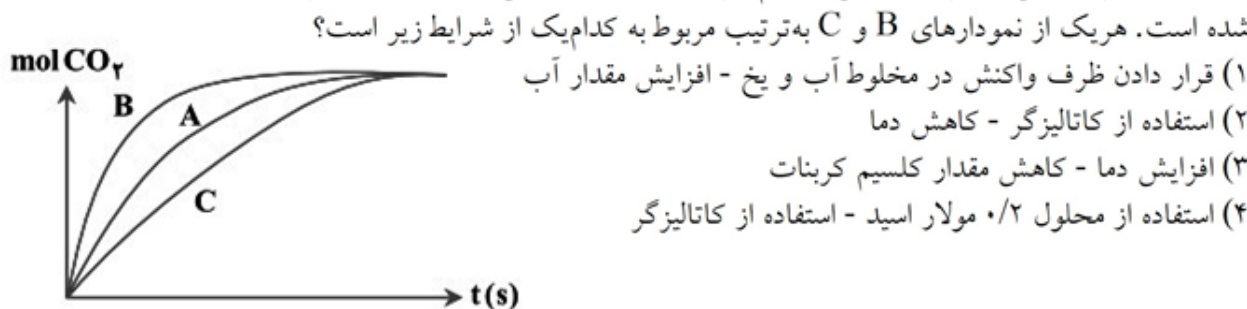 شده است. هریک از نمودارهای B و C به‌ترتیب مربوط به کدام‌یک از شرایط زیر است؟
۱) قرار دادن ظرف واکنش در مخلوط آب و یخ - افزایش مقدار آب
۲) استفاده از کاتالیزگر - کاهش دما
۳) افزایش دما - کاهش مقدار کلسیم کربنات
۴) استفاده از محلول ۰/۲ مولار اسید - استفاده از کاتالیزگر
mol CO₂
B
A
C
t(s)